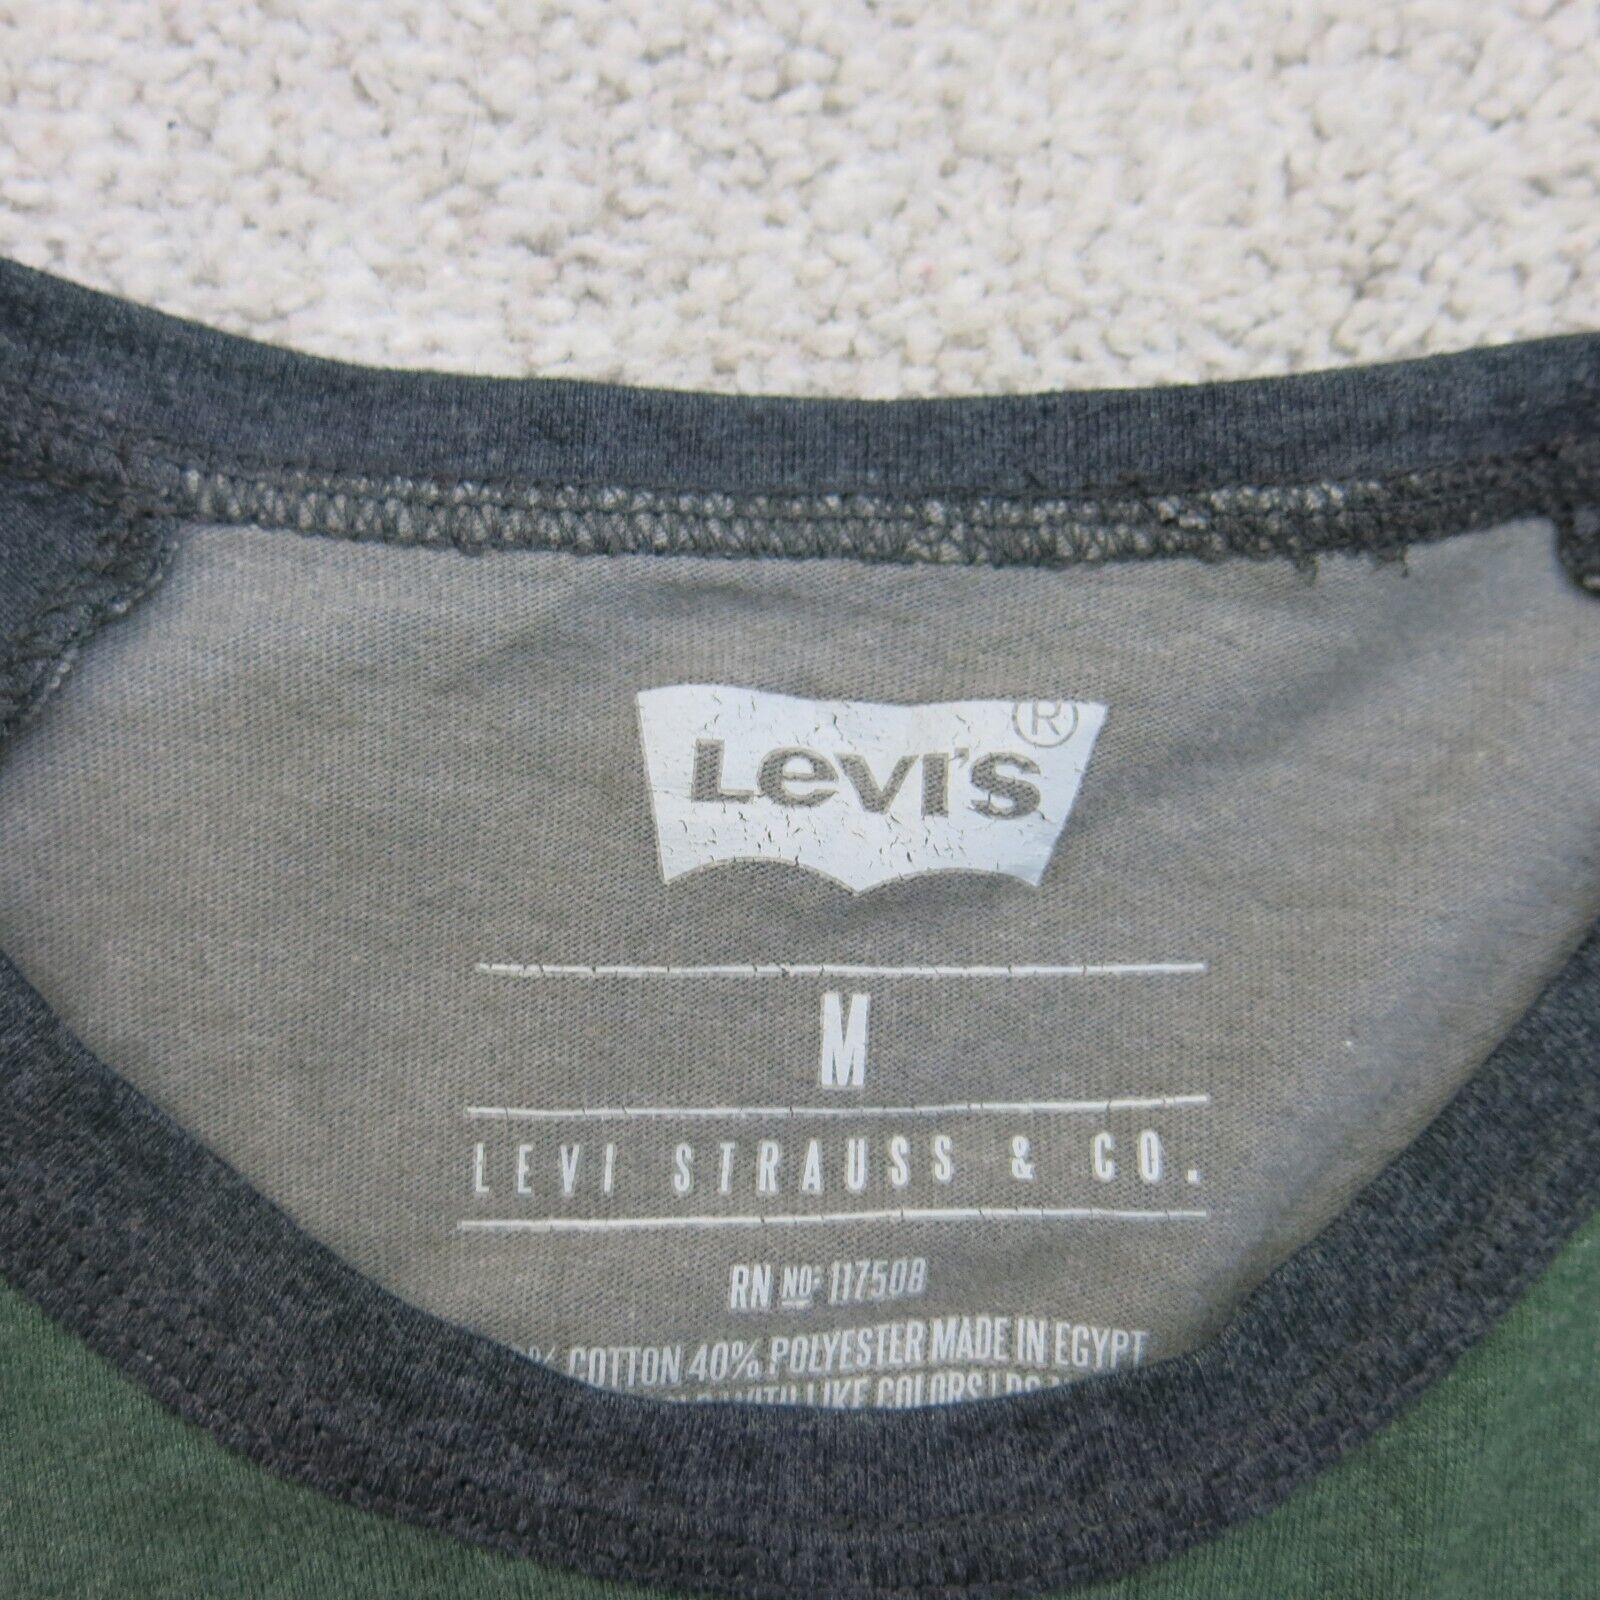 Levi's ®
M
LEVI STRAUSS & CO.
RN NO: 117508
% COTTON 40% POLYESTER MADE IN EGYPT
WITH LIKE COLORS